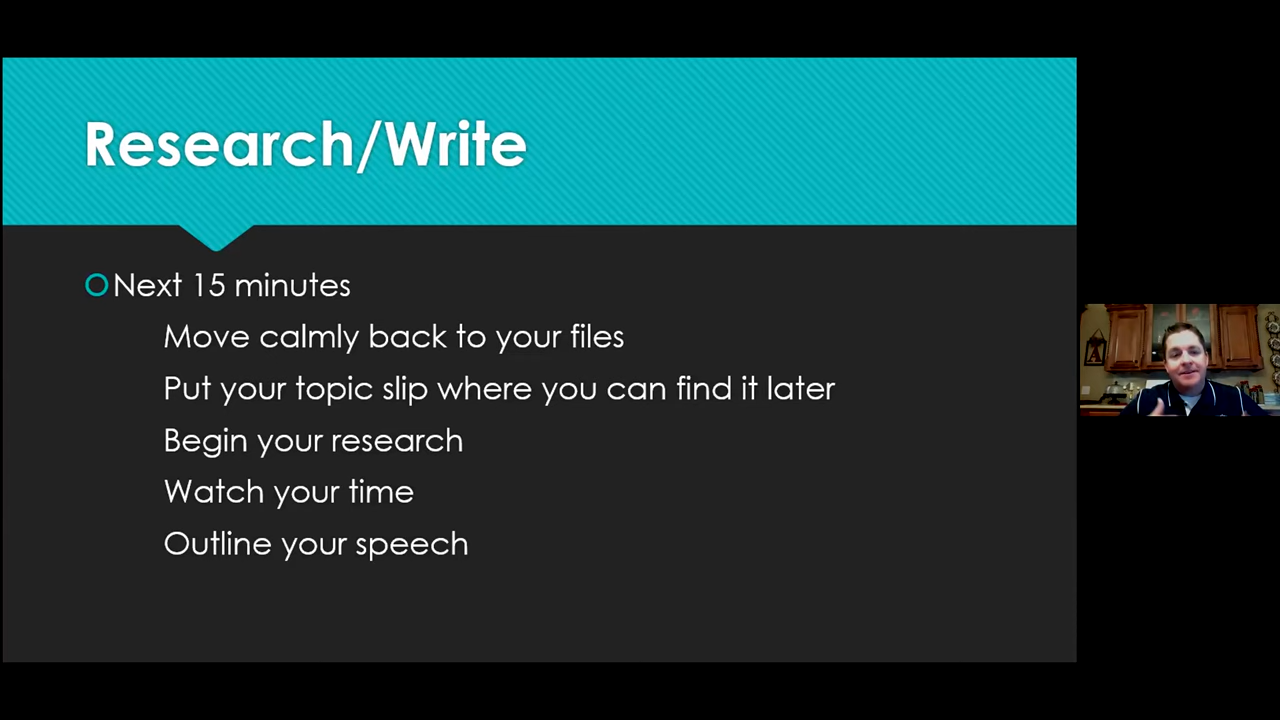 Research/Write
Next 15 minutes
Move calmly back to your files
Put your topic slip where you can find it later
Begin your research
Watch your time
Outline your speech